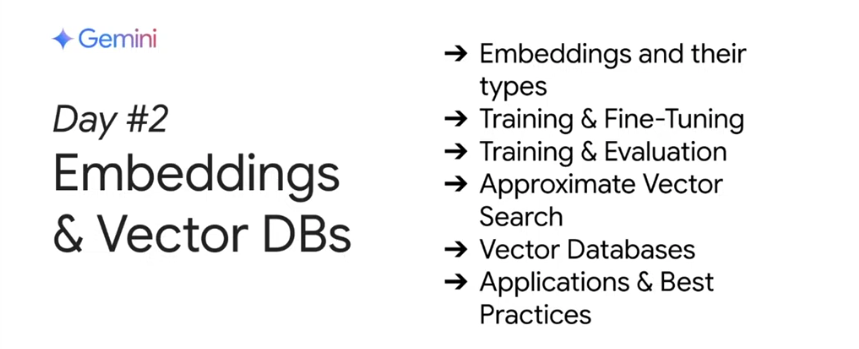 Gemini
Day #2
Embeddings
& Vector DBs
→ Embeddings and their
types
→ Training & Fine-Tuning
→ Training & Evaluation
→ Approximate Vector
Search
→ Vector Databases
→ Applications & Best
Practices